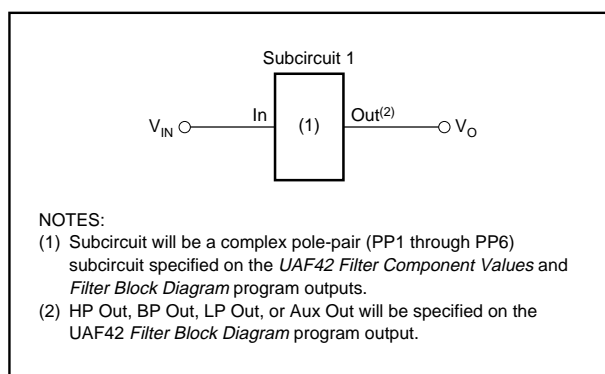 Subcircuit 1
V_IN In (1) Out(2) V_O
NOTES:
(1) Subcircuit will be a complex pole-pair (PP1 through PP6)
subcircuit specified on the UAF42 Filter Component Values and
Filter Block Diagram program outputs.
(2) HP Out, BP Out, LP Out, or Aux Out will be specified on the
UAF42 Filter Block Diagram program output.